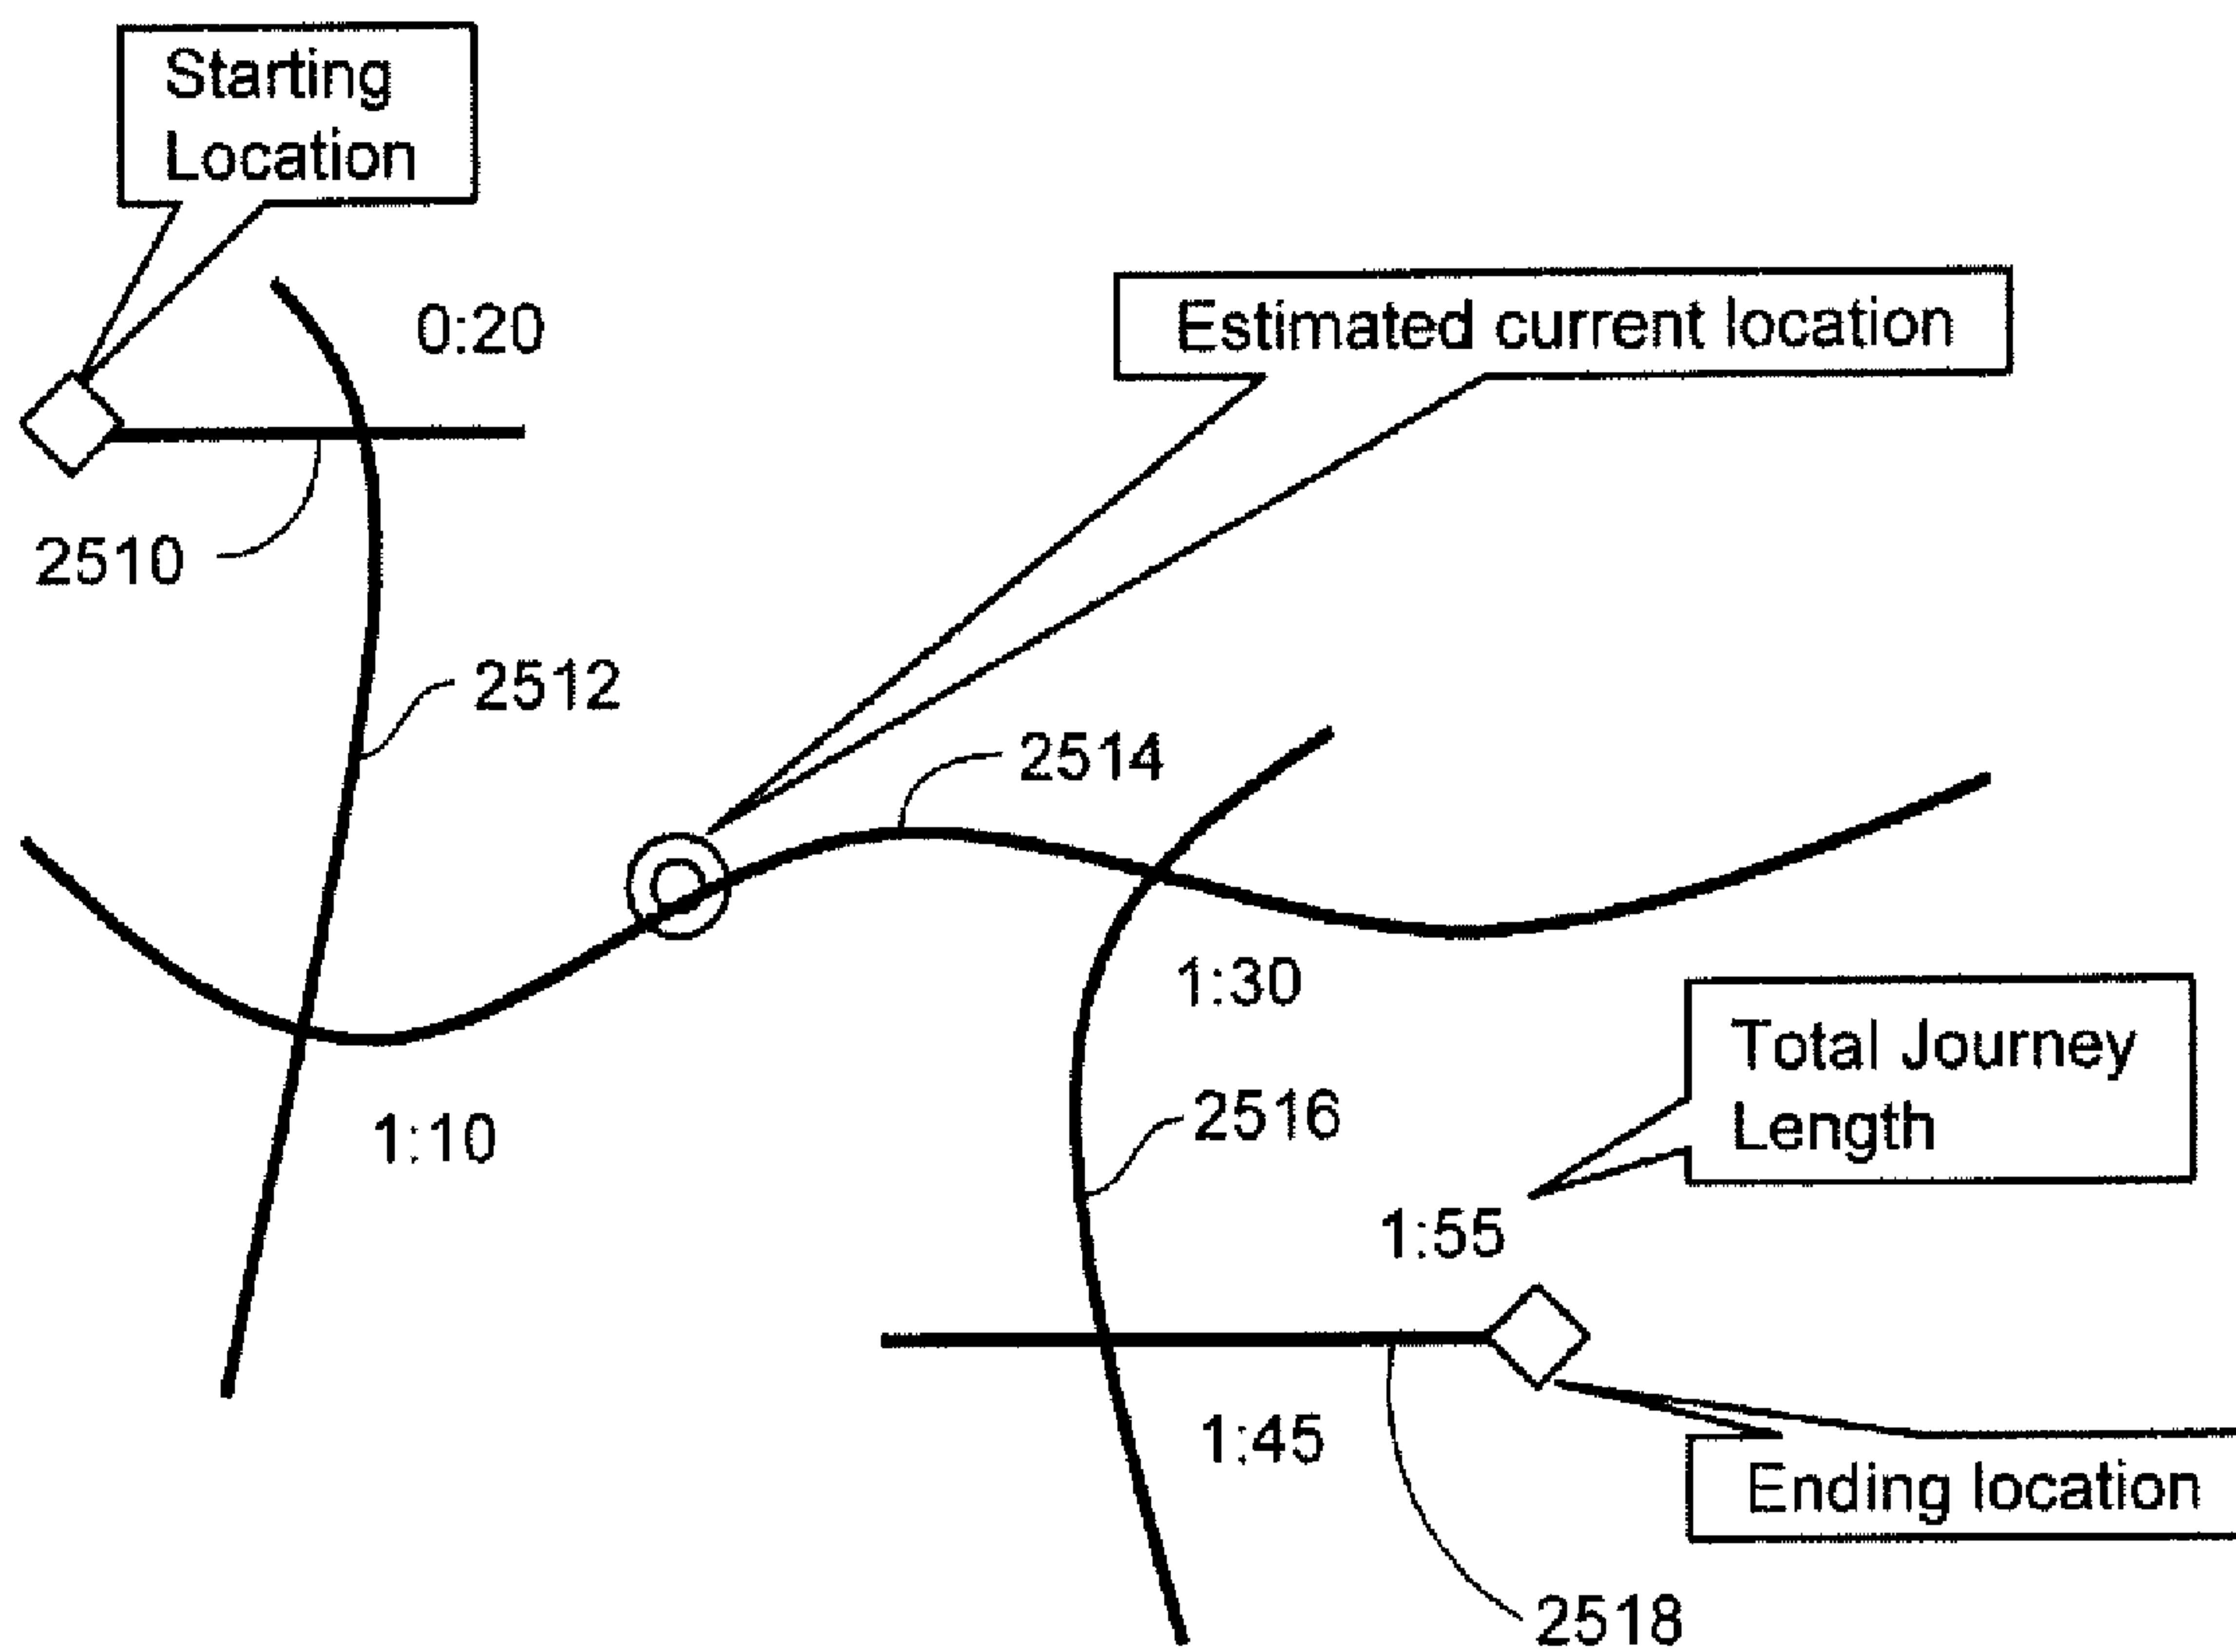 Starting
Location
0:20
Estimated current location
2510
2512
2514
1:30
Total Journey
Length
2516
1:10
1:55
1:45
Ending location
2518